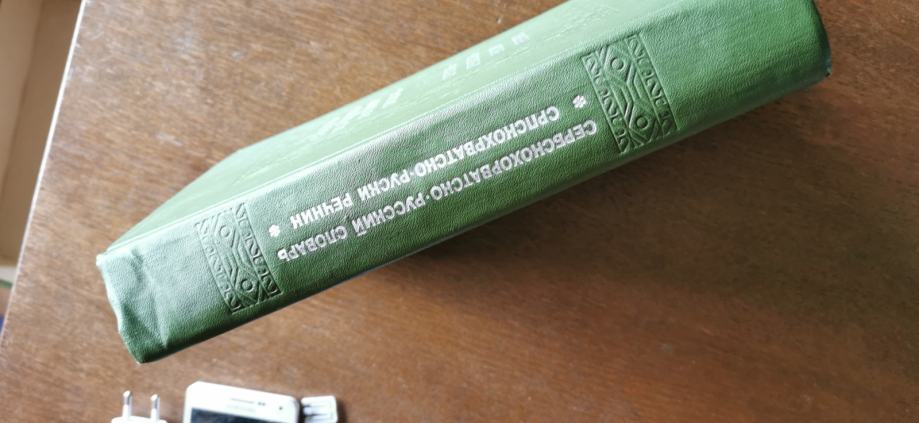 СЕРБСКОХОРВАТСКО-РУССКИЙ СЛОВАРЬ
СРПСКОХРВАТСКО-РУСКИ РЕЧНИК